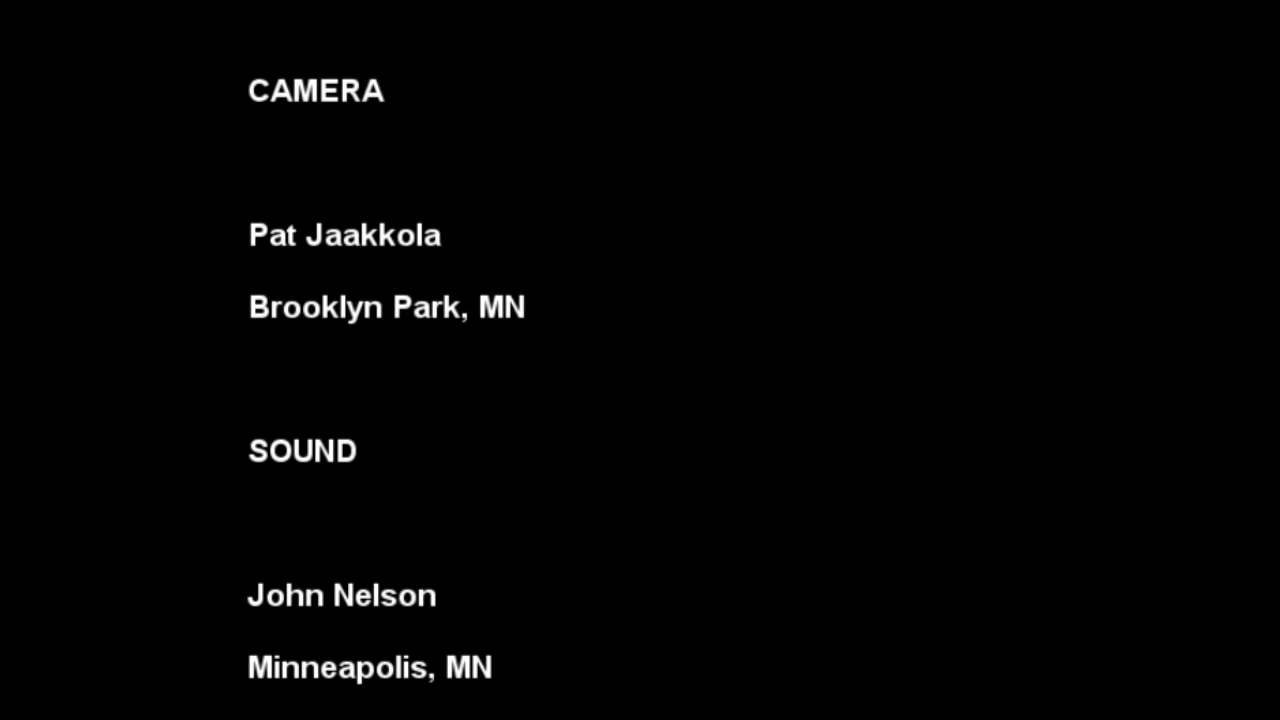 CAMERA
Pat Jaakkola
Brooklyn Park, MN
SOUND
John Nelson
Minneapolis, MN